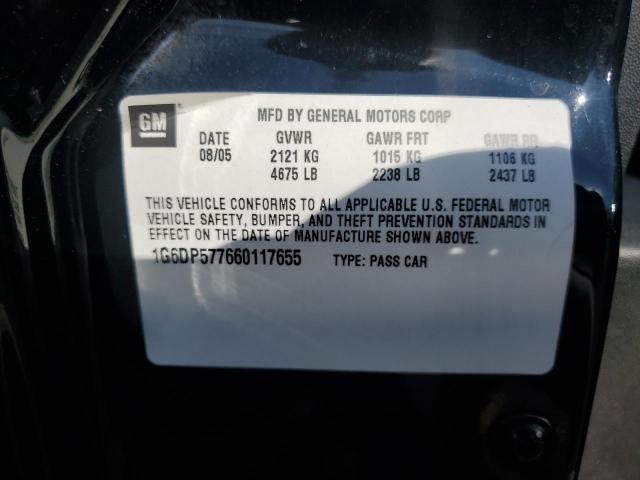 GM
MFD BY GENERAL MOTORS CORP
DATE GVWR GAWR FRT GAWR RR
08/05 2121 KG 1015 KG 1106 KG
4675 LB 2238 LB 2437 LB
THIS VEHICLE CONFORMS TO ALL APPLICABLE U.S. FEDERAL MOTOR
VEHICLE SAFETY, BUMPER, AND THEFT PREVENTION STANDARDS IN
EFFECT ON THE DATE OF MANUFACTURE SHOWN ABOVE.
1G6DP577660117655 TYPE: PASS CAR